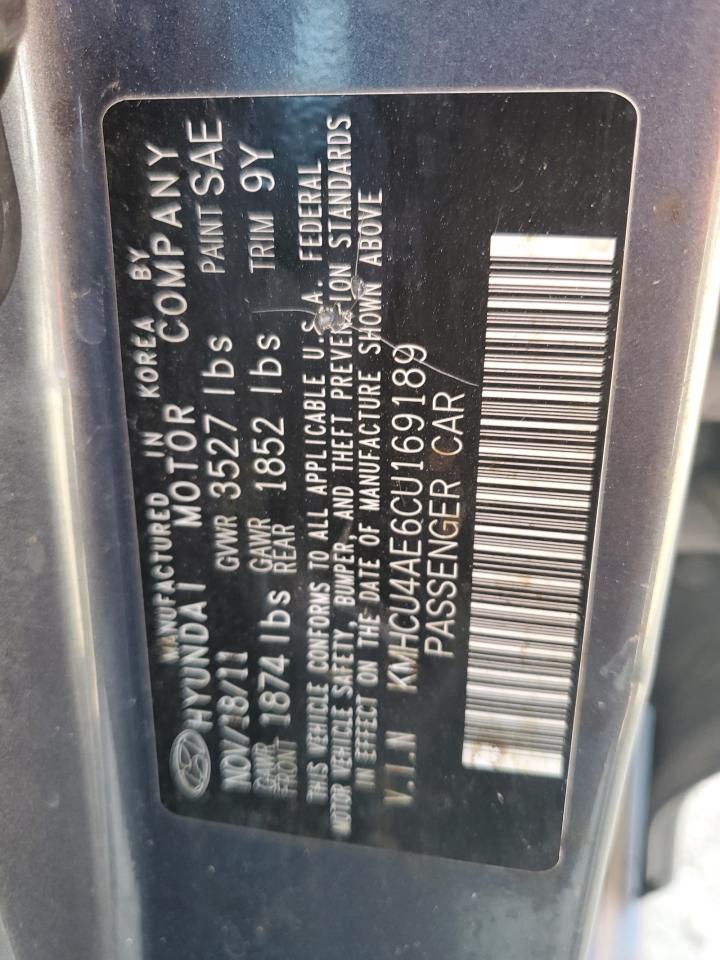 MANUFACTURED IN KOREA BY
HYUNDAI MOTOR COMPANY
NOV/18/11 GVWR 3527 lbs PAINT SAE
GAWR FRONT 1874 lbs GAWR REAR 1852 lbs TRIM 9Y
THIS VEHICLE CONFORMS TO ALL APPLICABLE U.S.A. FEDERAL
MOTOR VEHICLE SAFETY, BUMPER, AND THEFT PREVENTION STANDARDS
IN EFFECT ON THE DATE OF MANUFACTURE SHOWN ABOVE
V.I.N KMHCU4AE6CU169189
PASSENGER CAR